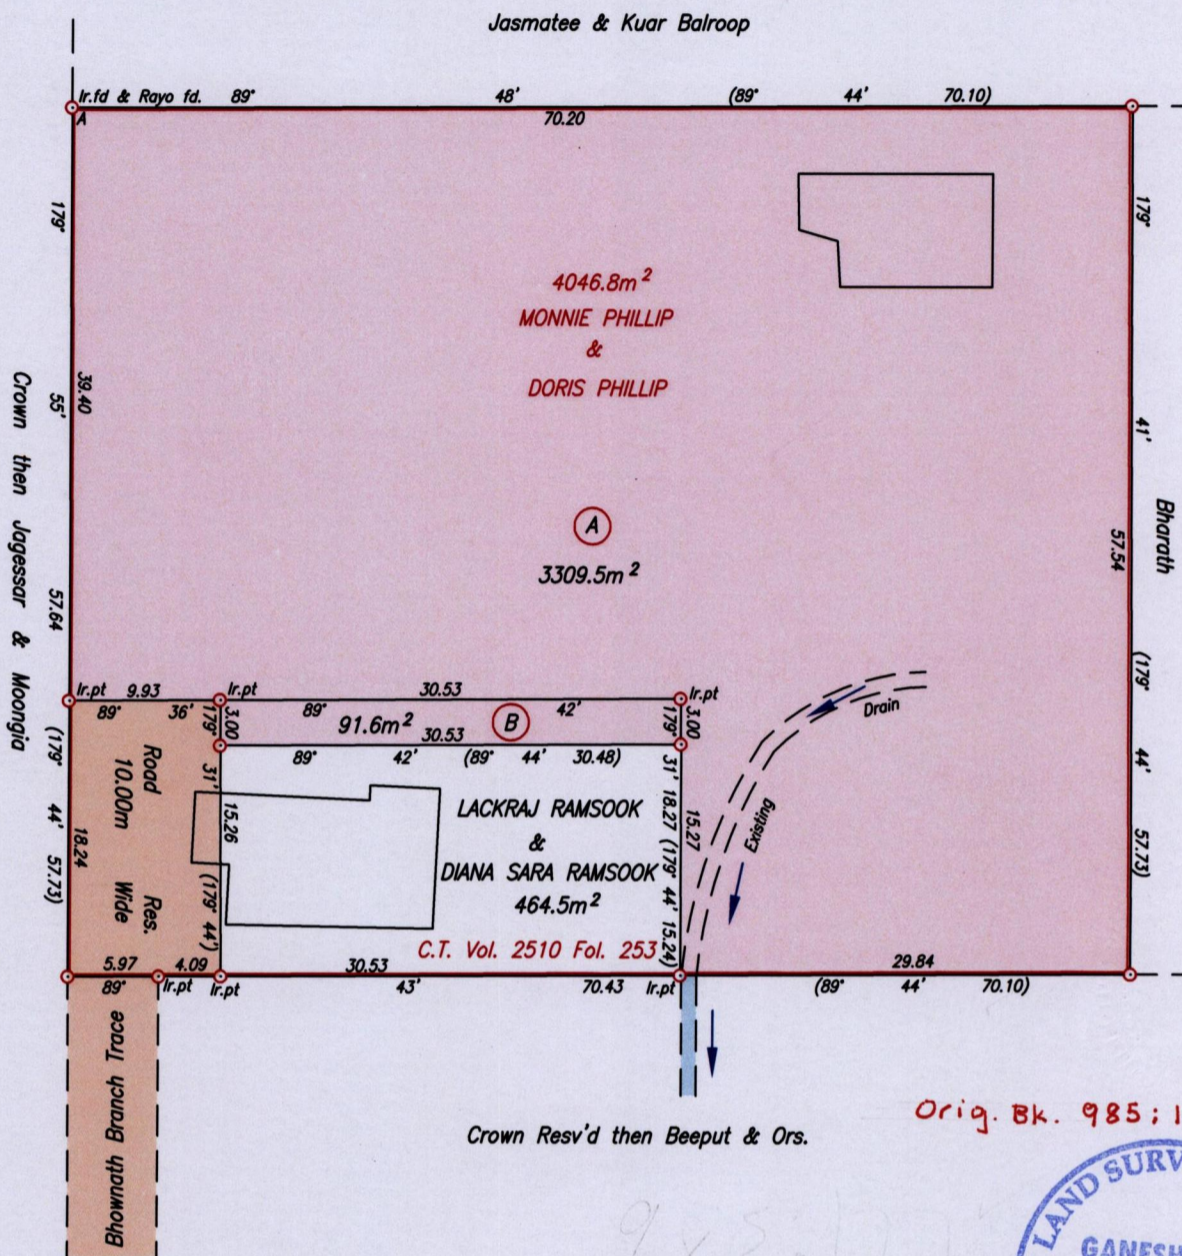 Jasmatee & Kuar Balroop
Ir.fd & Rayo fd. 89° 48' (89° 44' 70.10)
A
70.20
179° 55' 57.64 (179° 44' 57.73)
39.40
18.24
Crown then Jagessar & Moongia
179° 41' (179° 44' 57.73)
57.54
Bharath
4046.8m²
MONNIE PHILLIP
&
DORIS PHILLIP
A
3309.5m²
Ir.pt 9.93
89° 36'
Ir.pt 30.53 Ir.pt
89° 42'
91.6m²
B
30.53
89° 42' (89° 44' 30.48)
179° 31' (179° 44')
3.00
15.26
179° 31' 18.27 (179° 44' 15.24)
3.00
15.27
Drain
Existing
Road Res.
10.00m Wide
LACKRAJ RAMSOOK
&
DIANA SARA RAMSOOK
464.5m²
C.T. Vol. 2510 Fol. 253
5.97 4.09 30.53 29.84
89° Ir.pt Ir.pt 43' 70.43 Ir.pt (89° 44' 70.10)
Bhownath Branch Trace
Crown Resv'd then Beeput & Ors.
Orig. Bk. 985; 1
LAND SURV
GANESH